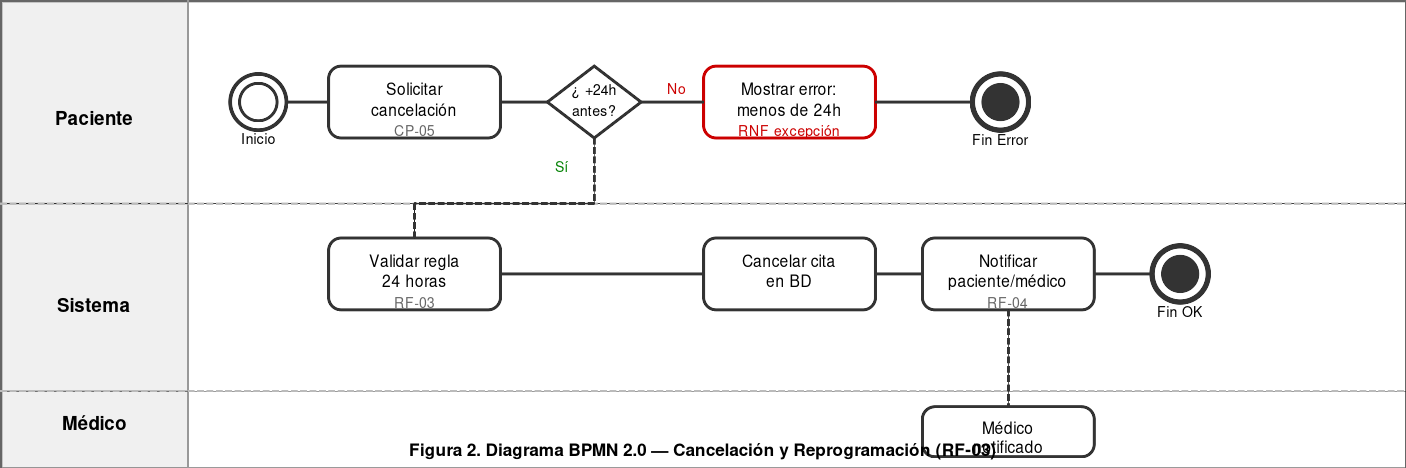 Paciente
Inicio
Solicitar
cancelación
CP-05
¿ +24h
antes?
No
Sí
Mostrar error:
menos de 24h
RNF excepción
Fin Error
Sistema
Validar regla
24 horas
RF-03
Cancelar cita
en BD
Notificar
paciente/médico
RF-04
Fin OK
Médico
Médico
notificado
Figura 2. Diagrama BPMN 2.0 — Cancelación y Reprogramación (RF-03)